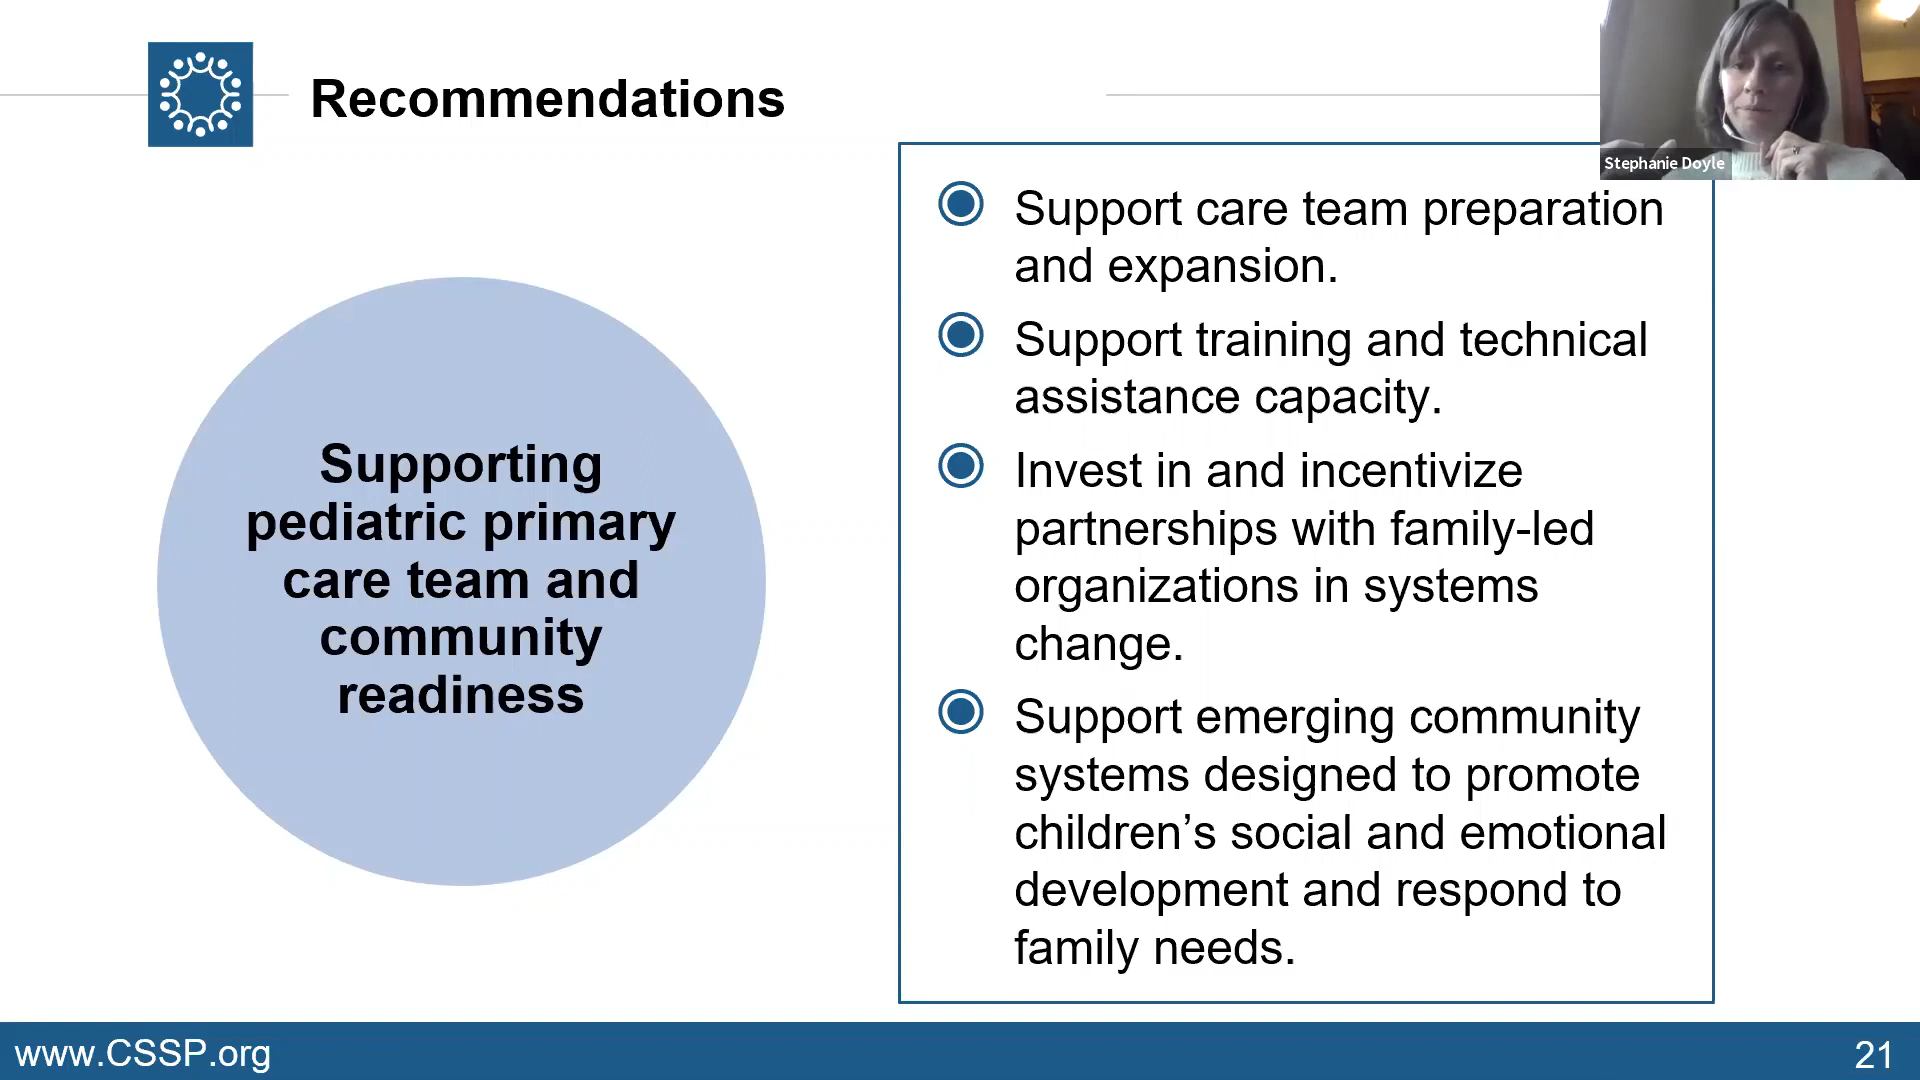 Recommendations
Stephanie Doyle
Supporting
pediatric primary
care team and
community
readiness
Support care team preparation
and expansion.
Support training and technical
assistance capacity.
Invest in and incentivize
partnerships with family-led
organizations in systems
change.
Support emerging community
systems designed to promote
children’s social and emotional
development and respond to
family needs.
www.CSSP.org
21